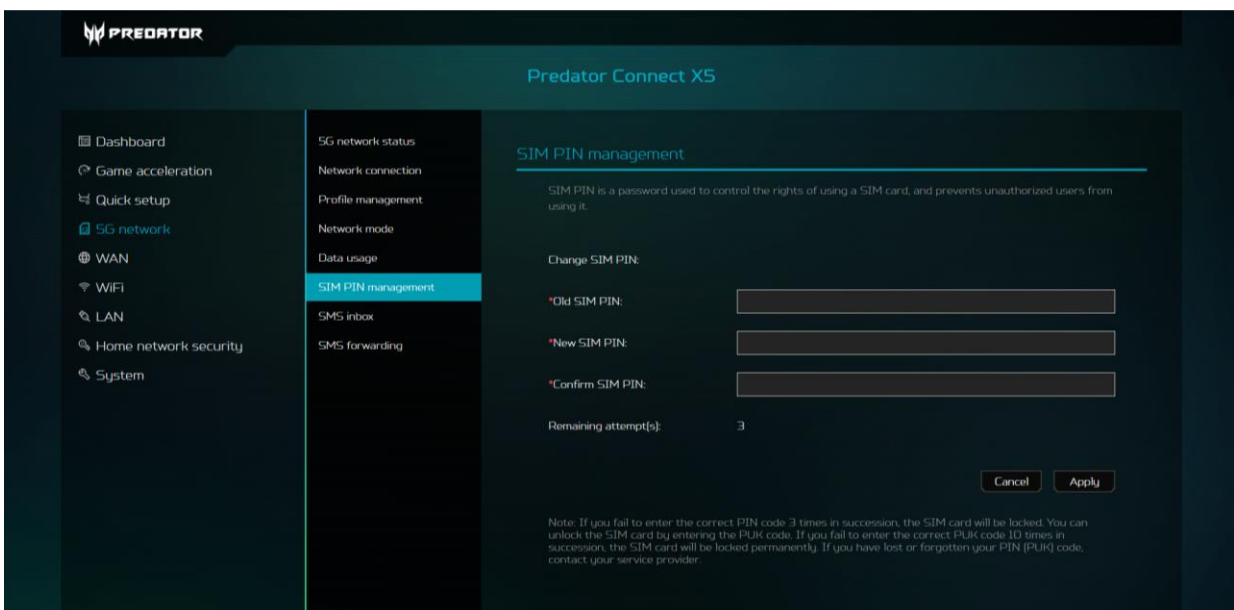 PREDATOR
Predator Connect X5
Dashboard
Game acceleration
Quick setup
5G network
WAN
WiFi
LAN
Home network security
System
5G network status
Network connection
Profile management
Network mode
Data usage
SIM PIN management
SMS inbox
SMS forwarding
SIM PIN management
SIM PIN is a password used to control the rights of using a SIM card, and prevents unauthorized users from
using it.
Change SIM PIN:
*Old SIM PIN:
*New SIM PIN:
*Confirm SIM PIN:
Remaining attempt(s): 3
Cancel Apply
Note: If you fail to enter the correct PIN code 3 times in succession, the SIM card will be locked. You can
unlock the SIM card by entering the PUK code. If you fail to enter the correct PUK code 10 times in
succession, the SIM card will be locked permanently. If you have lost or forgotten your PIN (PUK) code,
contact your service provider.